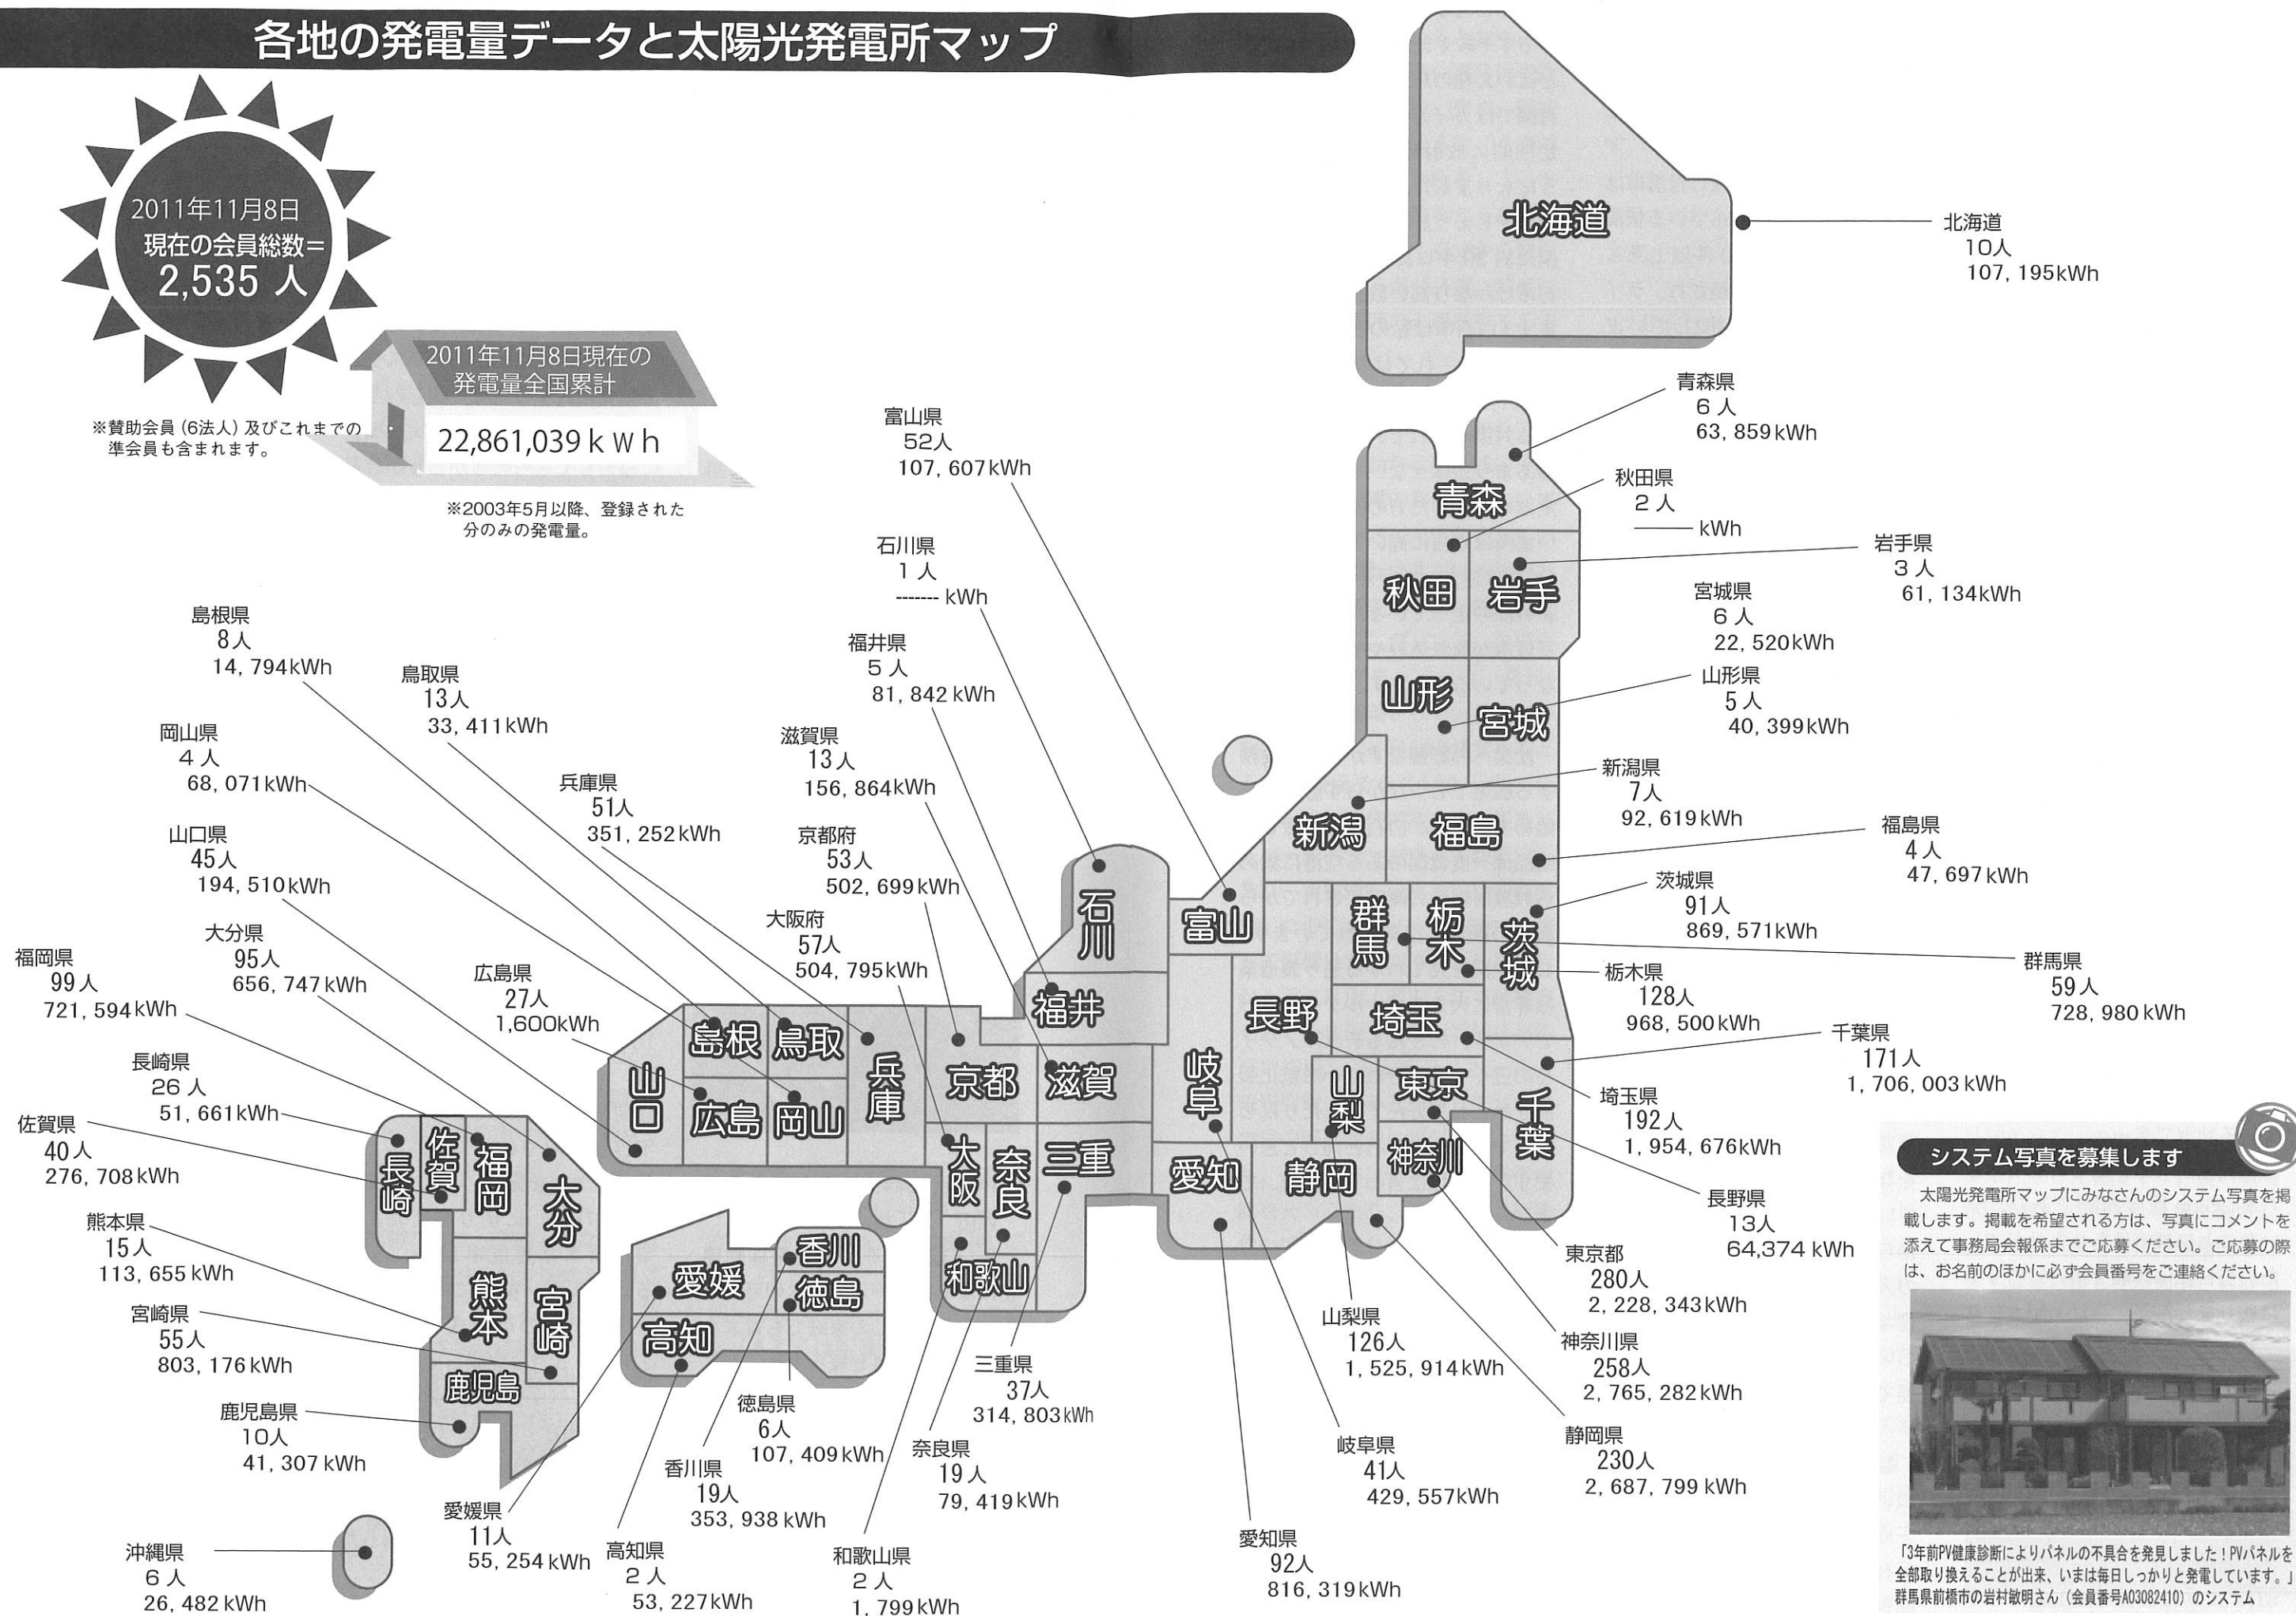 各地の発電量データと太陽光発電所マップ
2011年11月8日
現在の会員総数=
2,535 人
※賛助会員(6法人)及びこれまでの
準会員も含まれます。
2011年11月8日現在の
発電量全国累計
22,861,039kWh
※2003年5月以降、登録された
分のみの発電量。
北海道
北海道
10人
107,195kWh
青森県
6人
63,859kWh
秋田県
2人
―― kWh
岩手県
3人
61,134kWh
宮城県
6人
22,520kWh
山形県
5人
40,399kWh
新潟県
7人
92,619kWh
福島県
4人
47,697kWh
茨城県
91人
869,571kWh
群馬県
59人
728,980kWh
栃木県
128人
968,500kWh
千葉県
171人
1,706,003kWh
埼玉県
192人
1,954,676kWh
長野県
13人
64,374 kWh
東京都
280人
2,228,343kWh
神奈川県
258人
2,765,282kWh
静岡県
230人
2,687,799kWh
山梨県
126人
1,525,914kWh
岐阜県
41人
429,557kWh
愛知県
92人
816,319kWh
富山県
52人
107,607kWh
石川県
1人
------- kWh
福井県
5人
81,842kWh
滋賀県
13人
156,864kWh
京都府
53人
502,699kWh
大阪府
57人
504,795kWh
兵庫県
51人
351,252kWh
鳥取県
13人
33,411kWh
島根県
8人
14,794kWh
岡山県
4人
68,071kWh
山口県
45人
194,510kWh
広島県
27人
1,600kWh
大分県
95人
656,747kWh
福岡県
99人
721,594kWh
長崎県
26人
51,661kWh
佐賀県
40人
276,708kWh
熊本県
15人
113,655kWh
宮崎県
55人
803,176kWh
鹿児島県
10人
41,307kWh
沖縄県
6人
26,482kWh
愛媛県
11人
55,254kWh
高知県
2人
53,227kWh
香川県
19人
353,938kWh
徳島県
6人
107,409kWh
和歌山県
2人
1,799kWh
奈良県
19人
79,419kWh
三重県
37人
314,803kWh
青森
秋田
岩手
山形
宮城
新潟
福島
石川
富山
群馬
栃木
茨城
福井
長野
埼玉
島根
鳥取
兵庫
京都
滋賀
岐阜
山梨
東京
千葉
山口
広島
岡山
大阪
奈良
三重
愛知
静岡
神奈川
和歌山
長崎
佐賀
福岡
大分
熊本
宮崎
鹿児島
愛媛
香川
徳島
高知
システム写真を募集します
太陽光発電所マップにみなさんのシステム写真を掲
載します。掲載を希望される方は、写真にコメントを
添えて事務局会報係までご応募ください。ご応募の際
は、お名前のほかに必ず会員番号をご連絡ください。
「3年前PV健康診断によりパネルの不具合を発見しました!PVパネルを
全部取り換えることが出来、いまは毎日しっかりと発電しています。」
群馬県前橋市の岩村敏明さん(会員番号A03082410)のシステム